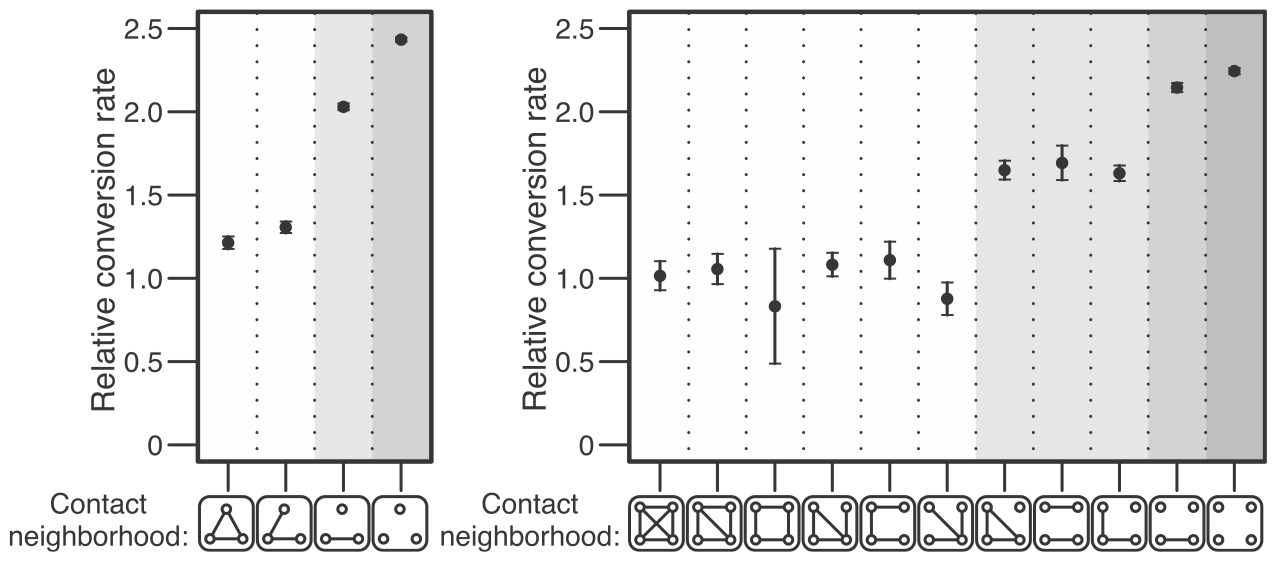 Relative conversion rate
2.5
2.0
1.5
1.0
0.5
0
Contact
neighborhood:
Relative conversion rate
2.5
2.0
1.5
1.0
0.5
0
Contact
neighborhood: